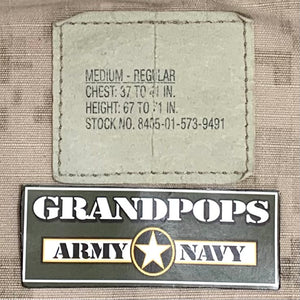 MEDIUM - REGULAR
CHEST: 37 TO 41 IN.
HEIGHT: 67 TO 71 IN.
STOCK NO. 8405-01-573-9491
GRANDPOPS
ARMY NAVY